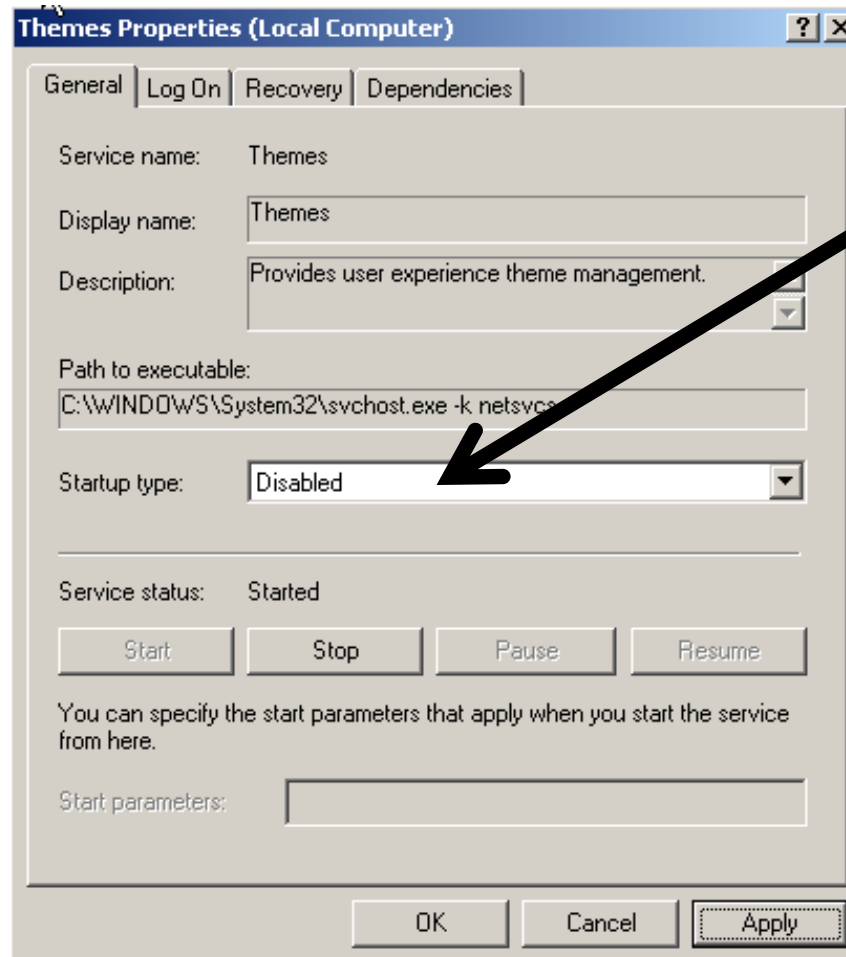 Themes Properties (Local Computer)
General Log On Recovery Dependencies
Service name: Themes
Display name: Themes
Description: Provides user experience theme management.
Path to executable:
C:\WINDOWS\System32\svchost.exe -k netsvcs
Startup type: Disabled
Service status: Started
Start Stop Pause Resume
You can specify the start parameters that apply when you start the service
from here.
Start parameters:
OK Cancel Apply